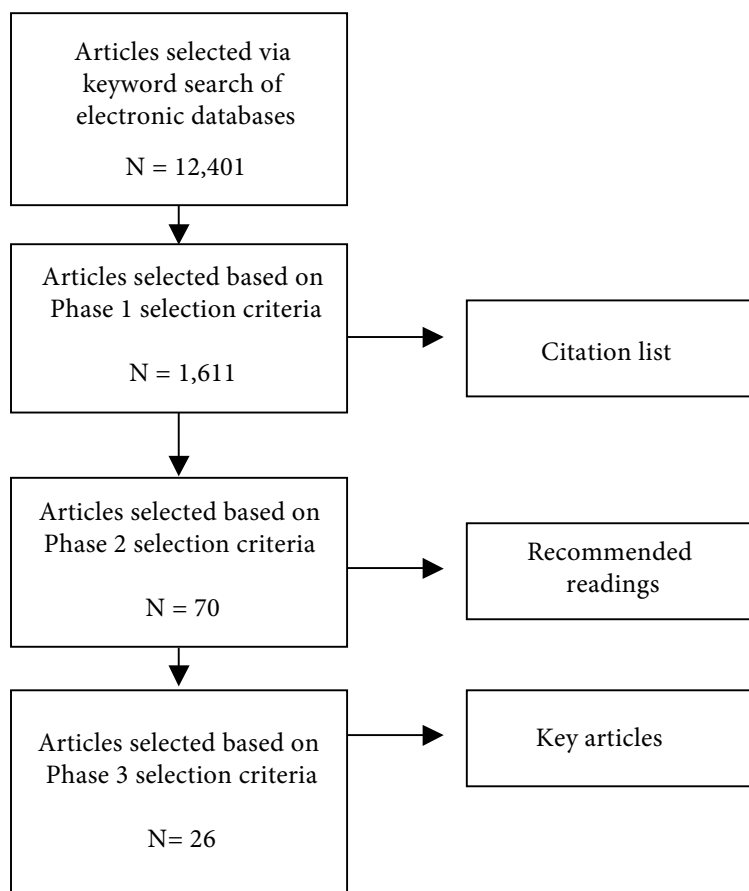 Articles selected via
keyword search of
electronic databases
N = 12,401
Articles selected based on
Phase 1 selection criteria
N = 1,611
Citation list
Articles selected based on
Phase 2 selection criteria
N = 70
Recommended
readings
Articles selected based on
Phase 3 selection criteria
N= 26
Key articles